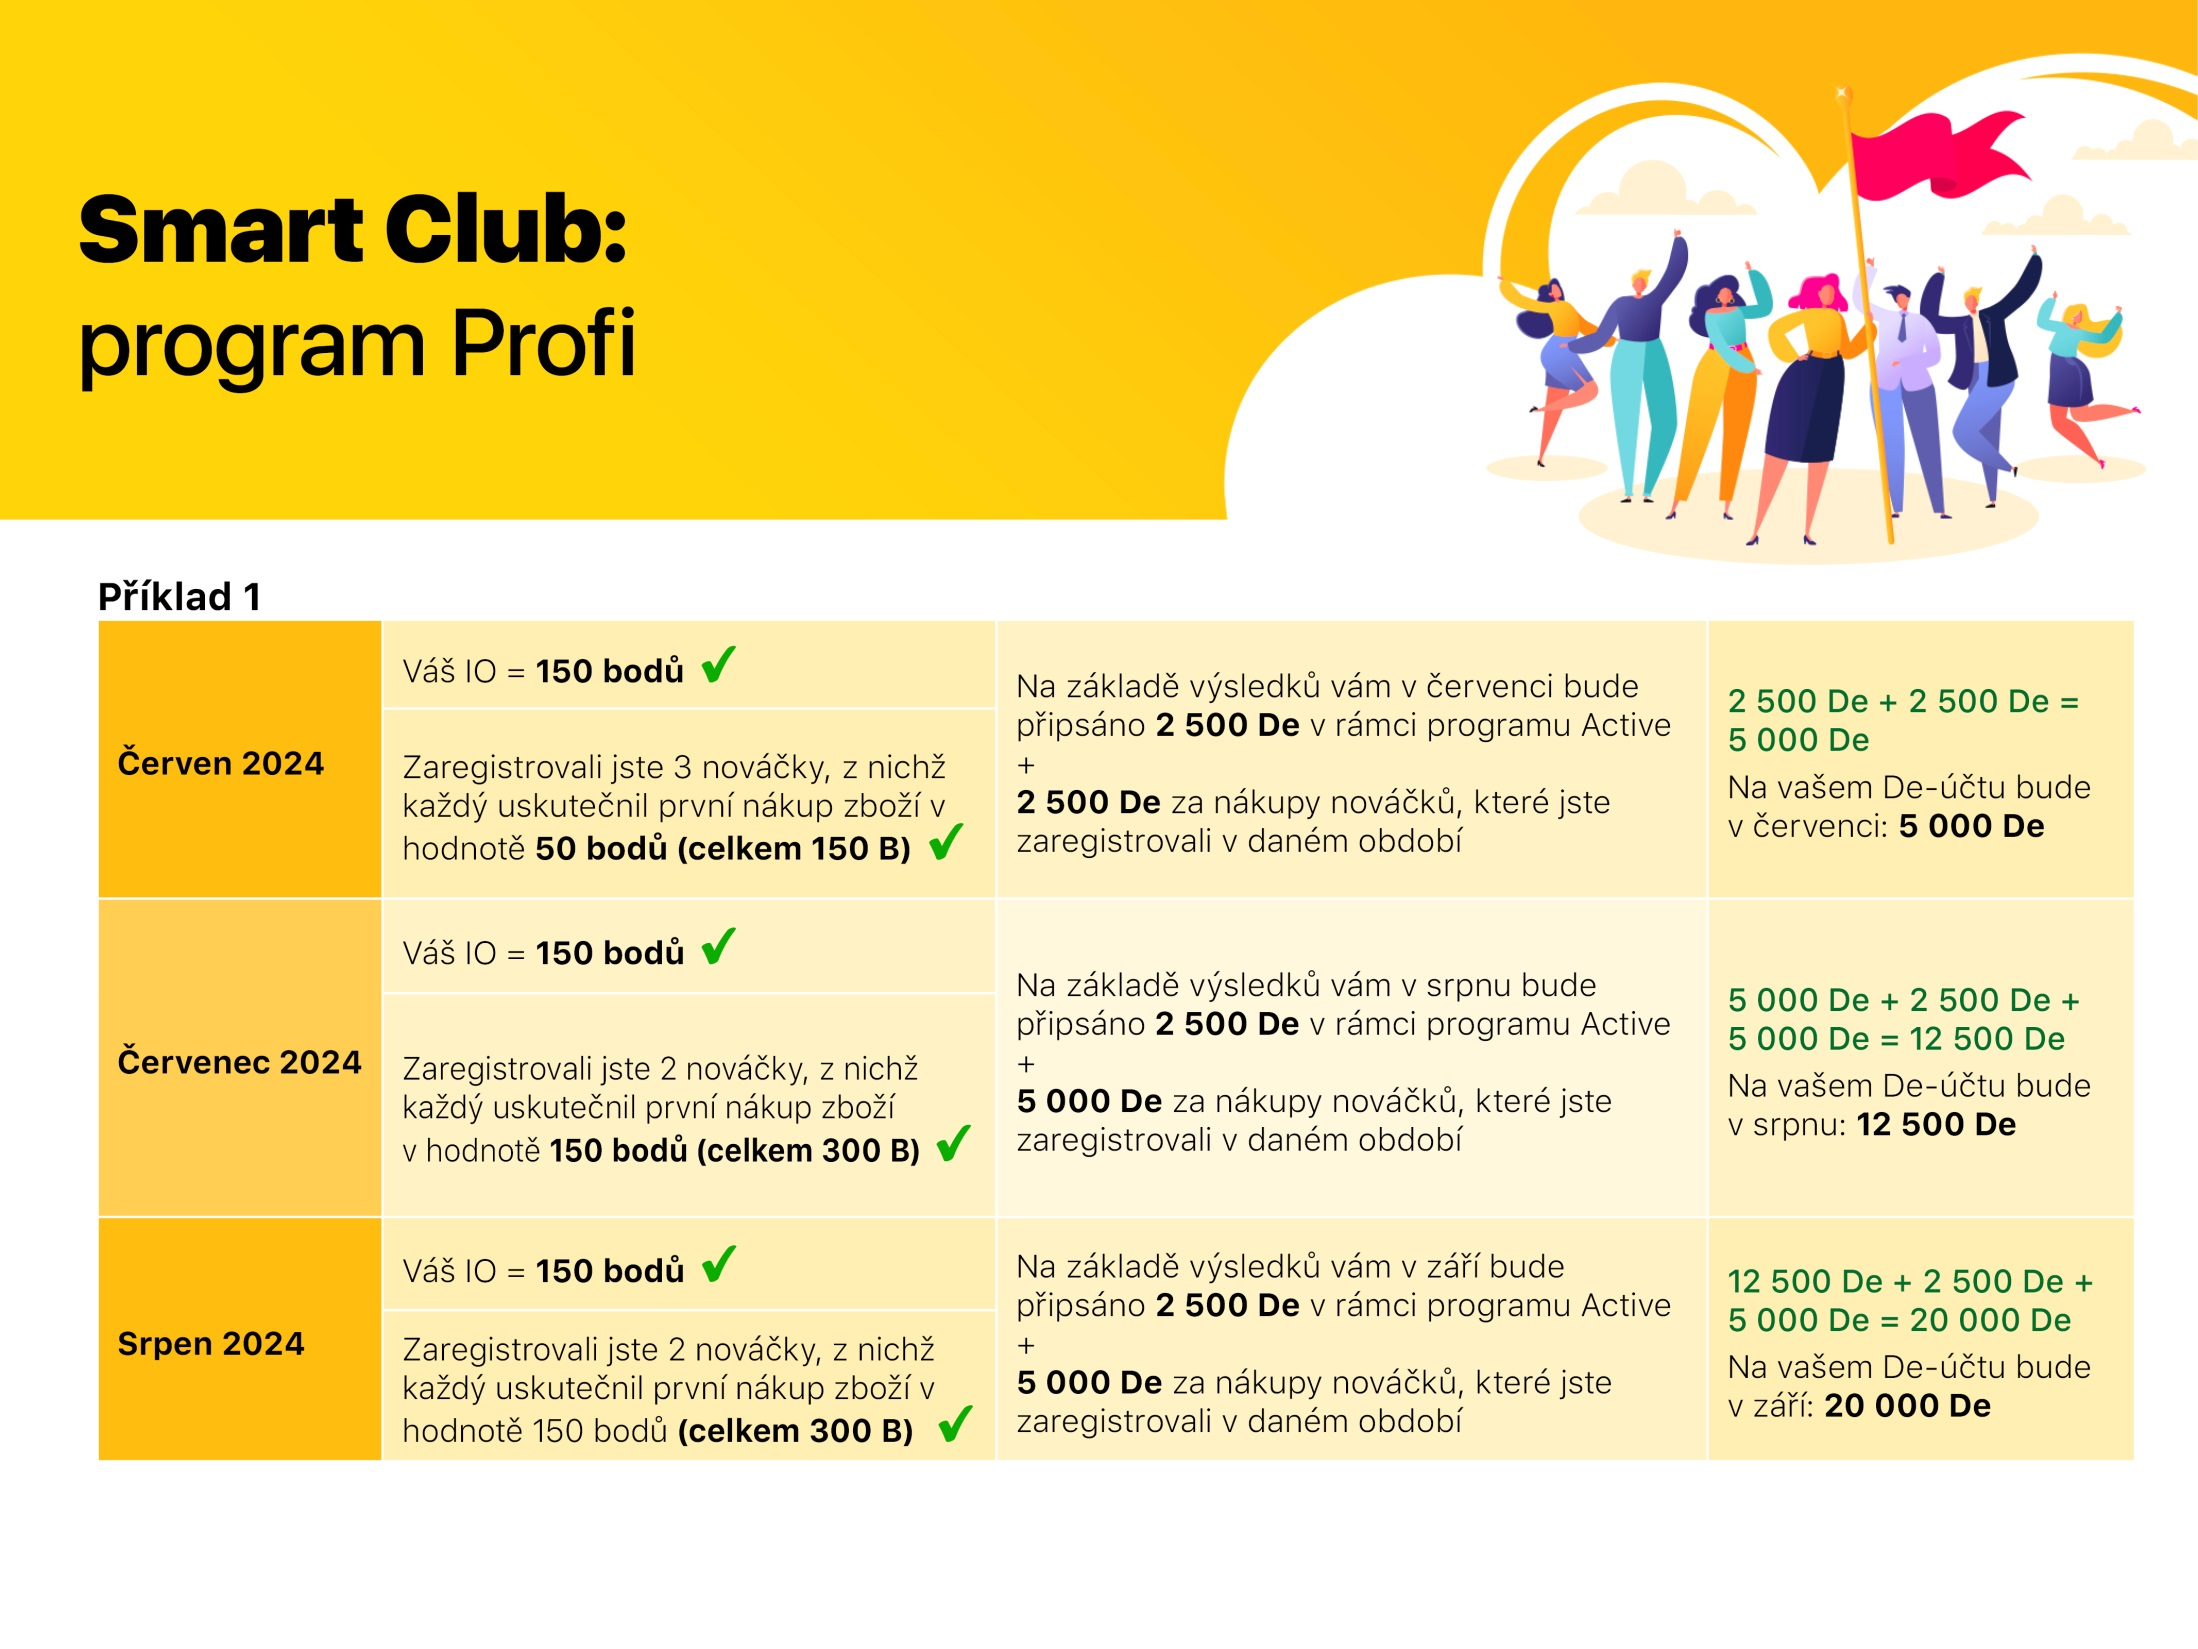 Smart Club:
program Profi
Příklad 1
Červen 2024
Váš IO = 150 bodů
Zaregistrovali jste 3 nováčky, z nichž
každý uskutečnil první nákup zboží v
hodnotě 50 bodů (celkem 150 B)
Na základě výsledků vám v červenci bude
připsáno 2 500 De v rámci programu Active
+
2 500 De za nákupy nováčků, které jste
zaregistrovali v daném období
2 500 De + 2 500 De =
5 000 De
Na vašem De-účtu bude
v červenci: 5 000 De
Červenec 2024
Váš IO = 150 bodů
Zaregistrovali jste 2 nováčky, z nichž
každý uskutečnil první nákup zboží
v hodnotě 150 bodů (celkem 300 B)
Na základě výsledků vám v srpnu bude
připsáno 2 500 De v rámci programu Active
+
5 000 De za nákupy nováčků, které jste
zaregistrovali v daném období
5 000 De + 2 500 De +
5 000 De = 12 500 De
Na vašem De-účtu bude
v srpnu: 12 500 De
Srpen 2024
Váš IO = 150 bodů
Zaregistrovali jste 2 nováčky, z nichž
každý uskutečnil první nákup zboží v
hodnotě 150 bodů (celkem 300 B)
Na základě výsledků vám v září bude
připsáno 2 500 De v rámci programu Active
+
5 000 De za nákupy nováčků, které jste
zaregistrovali v daném období
12 500 De + 2 500 De +
5 000 De = 20 000 De
Na vašem De-účtu bude
v září: 20 000 De